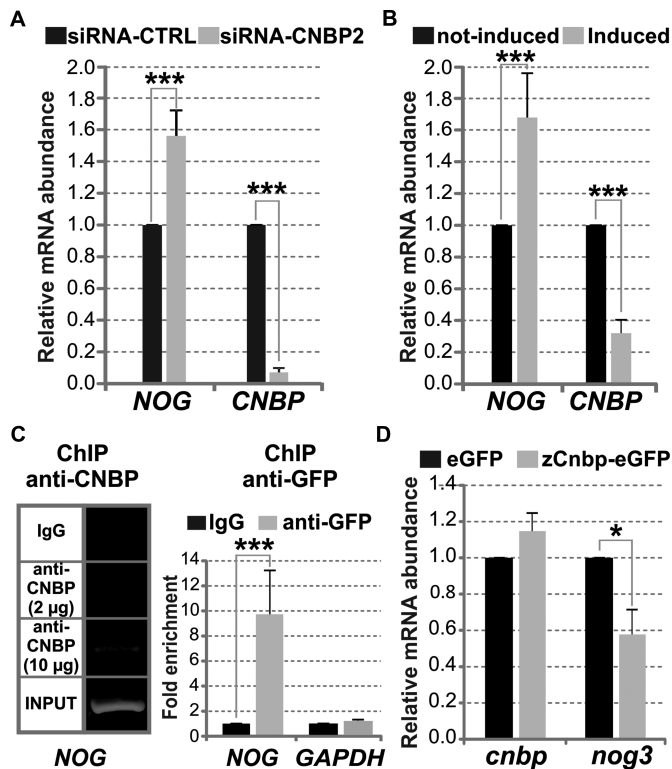 A
siRNA-CTRL siRNA-CNBP2
Relative mRNA abundance
2.0
1.8
1.6
1.4
1.2
1.0
0.8
0.6
0.4
0.2
0.0
***
***
NOG CNBP
B
not-induced Induced
Relative mRNA abundance
2.0
1.8
1.6
1.4
1.2
1.0
0.8
0.6
0.4
0.2
0.0
***
***
NOG CNBP
C
ChIP
anti-CNBP
IgG
anti-
CNBP
(2 µg)
anti-
CNBP
(10 µg)
INPUT
NOG
ChIP
anti-GFP
IgG anti-GFP
Fold enrichment
14
12
10
8
6
4
2
0
***
NOG GAPDH
D
eGFP zCnbp-eGFP
Relative mRNA abundance
1.4
1.2
1.0
0.8
0.6
0.4
0.2
0.0
*
cnbp nog3